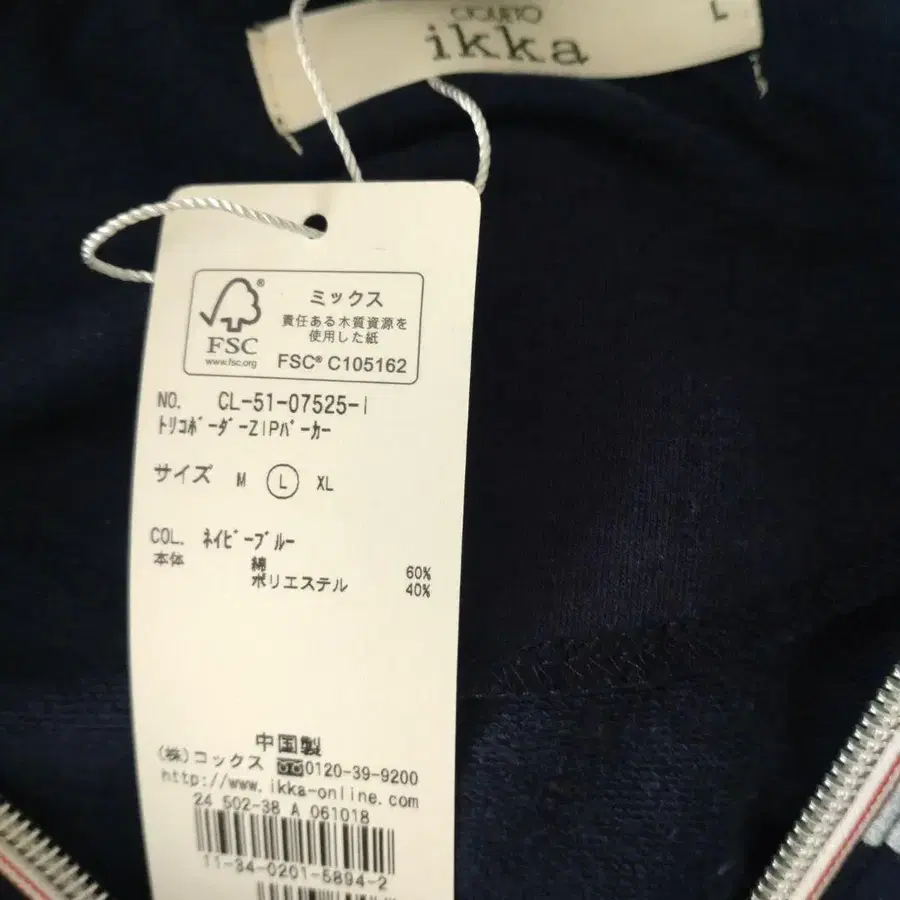 L
ikka
FSC®
www.fsc.org
ミックス
責任ある木質資源を
使用した紙
FSC® C105162
NO. CL-51-07525-I
ﾄﾘｺﾎﾞｰﾀﾞｰZIPﾊﾟｰｶｰ
サイズ M L XL
COL. ﾈｲﾋﾞｰﾌﾞﾙｰ
本体 綿 60%
ポリエステル 40%
中国製
(株)コックス 0120-39-9200
http://www.ikka-online.com
24 502-38 A 061018
11-34-0201-5894-2